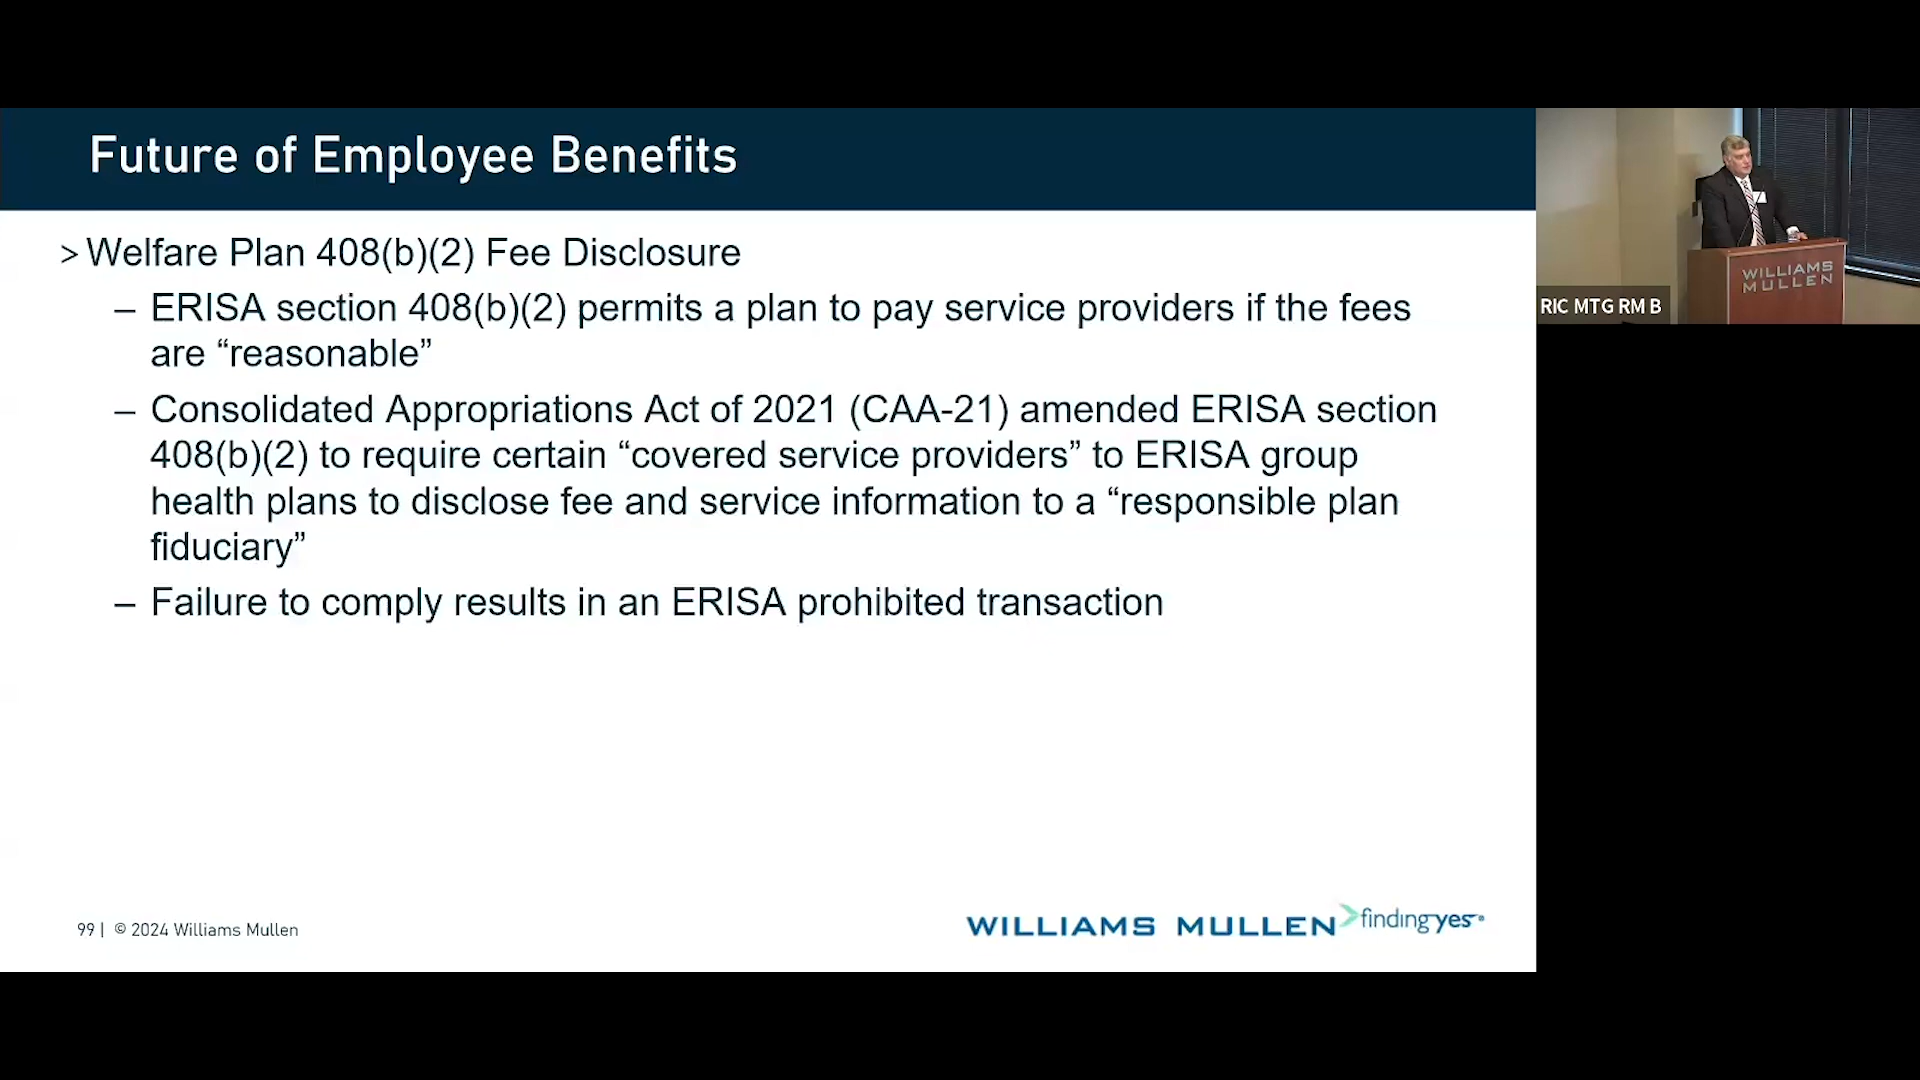 Future of Employee Benefits
> Welfare Plan 408(b)(2) Fee Disclosure
– ERISA section 408(b)(2) permits a plan to pay service providers if the fees
are “reasonable”
– Consolidated Appropriations Act of 2021 (CAA-21) amended ERISA section
408(b)(2) to require certain “covered service providers” to ERISA group
health plans to disclose fee and service information to a “responsible plan
fiduciary”
– Failure to comply results in an ERISA prohibited transaction
99 | © 2024 Williams Mullen
WILLIAMS MULLEN findingyes®
WILLIAMS
MULLEN
RIC MTG RM B